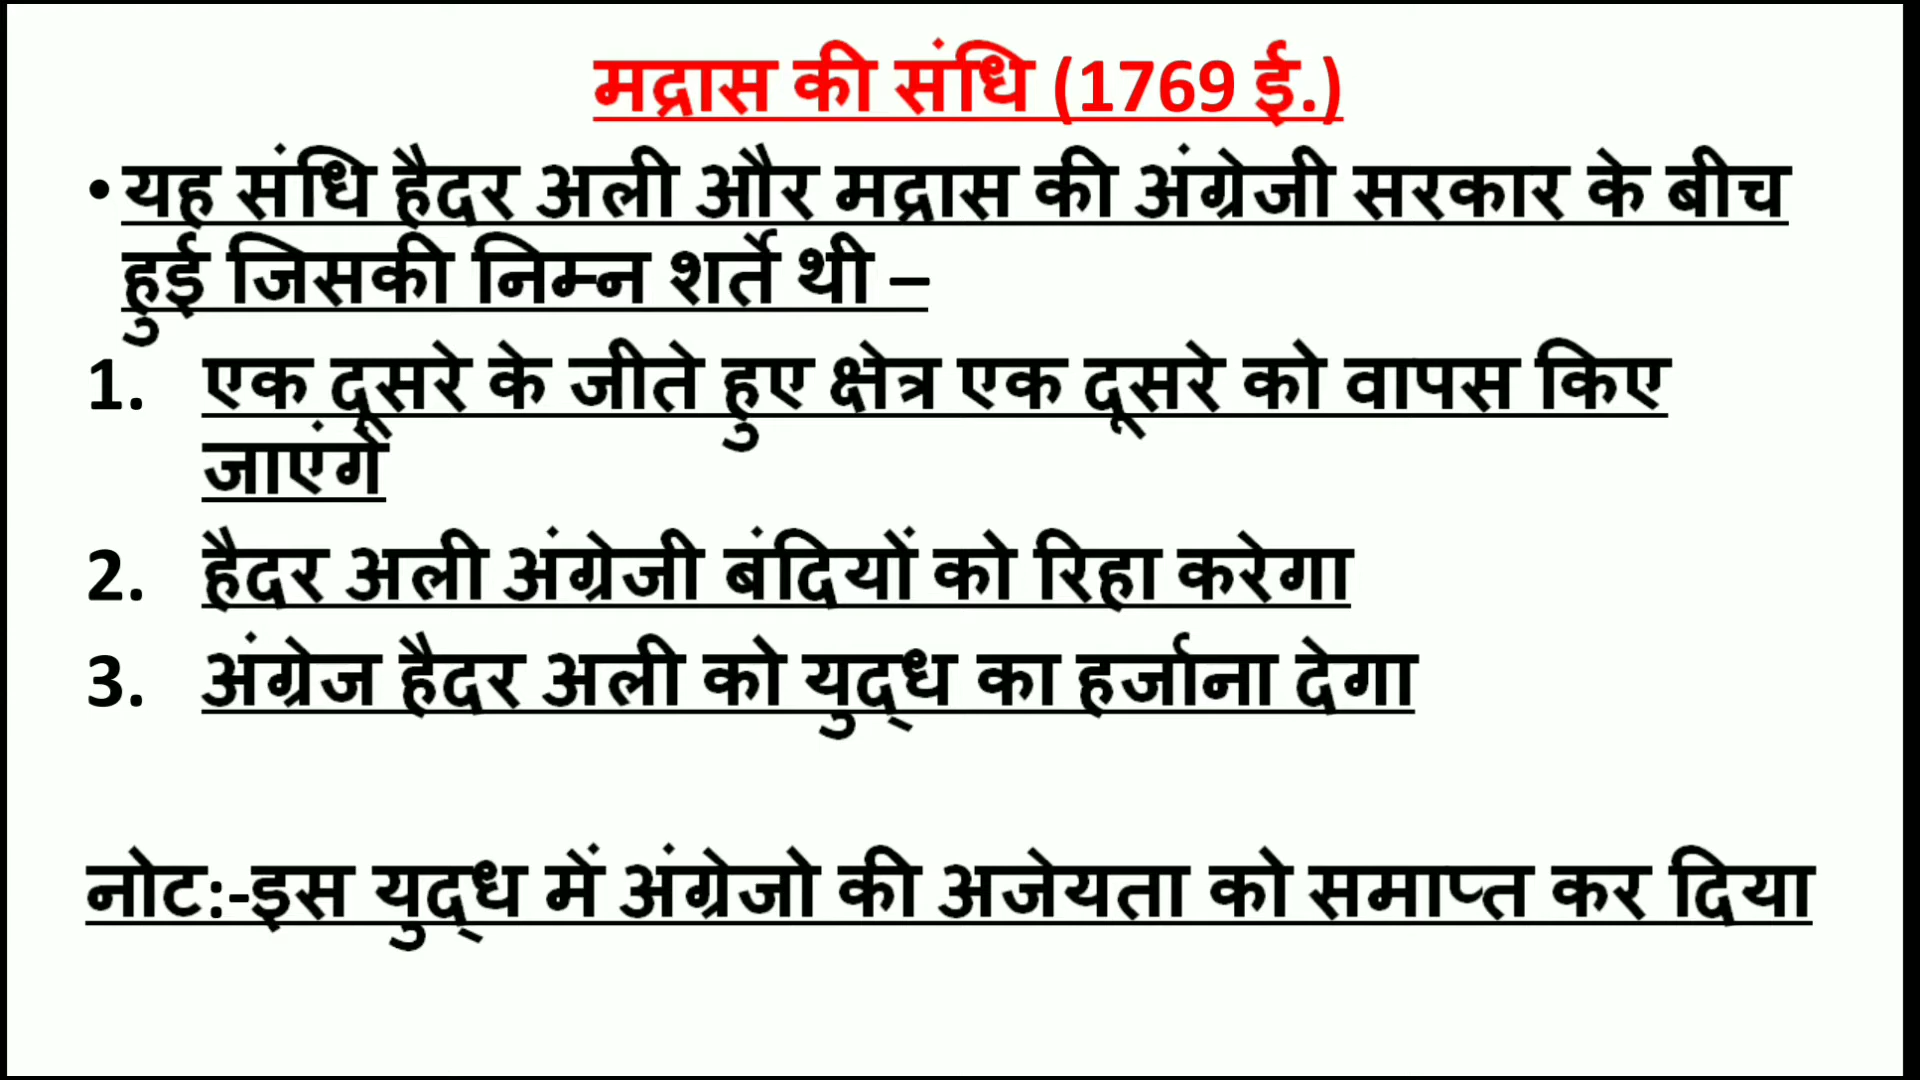 मद्रास की संधि (1769 ई.)
• यह संधि हैदर अली और मद्रास की अंग्रेजी सरकार के बीच
हुई जिसकी निम्न शर्ते थी –
1. एक दूसरे के जीते हुए क्षेत्र एक दूसरे को वापस किए
जाएंगे
2. हैदर अली अंग्रेजी बंदियों को रिहा करेगा
3. अंग्रेज हैदर अली को युद्ध का हर्जाना देगा
नोट:-इस युद्ध में अंग्रेजो की अजेयता को समाप्त कर दिया